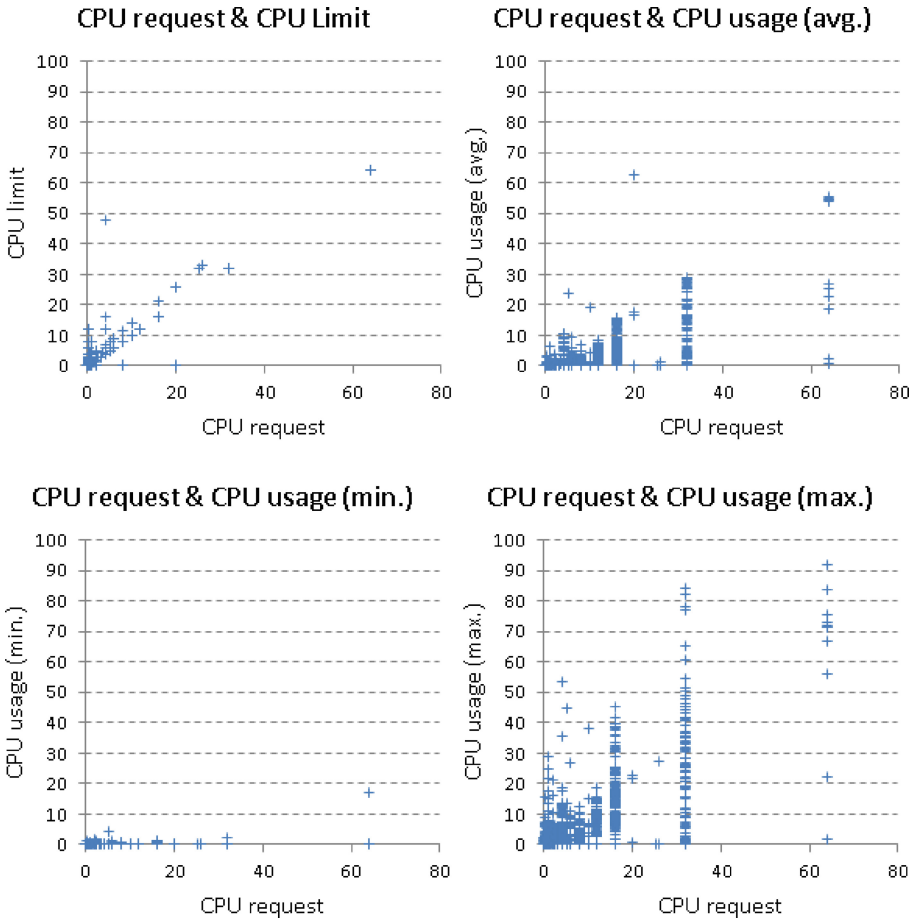 CPU request & CPU Limit
100
90
80
70
60
50
40
30
20
10
0
CPU limit
0 20 40 60 80
CPU request
CPU request & CPU usage (avg.)
100
90
80
70
60
50
40
30
20
10
0
CPU usage (avg.)
0 20 40 60 80
CPU request
CPU request & CPU usage (min.)
100
90
80
70
60
50
40
30
20
10
0
CPU usage (min.)
0 20 40 60 80
CPU request
CPU request & CPU usage (max.)
100
90
80
70
60
50
40
30
20
10
0
CPU usage (max.)
0 20 40 60 80
CPU request